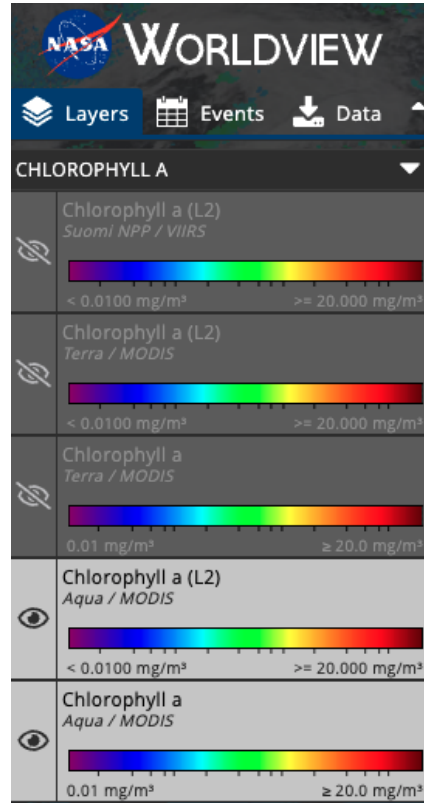 NASA WORLDVIEW
Layers Events Data
CHLOROPHYLL A
Chlorophyll a (L2)
Suomi NPP / VIIRS
< 0.0100 mg/m³ >= 20.000 mg/m³
Chlorophyll a (L2)
Terra / MODIS
< 0.0100 mg/m³ >= 20.000 mg/m³
Chlorophyll a
Terra / MODIS
0.01 mg/m³ ≥ 20.0 mg/m³
Chlorophyll a (L2)
Aqua / MODIS
< 0.0100 mg/m³ >= 20.000 mg/m³
Chlorophyll a
Aqua / MODIS
0.01 mg/m³ ≥ 20.0 mg/m³